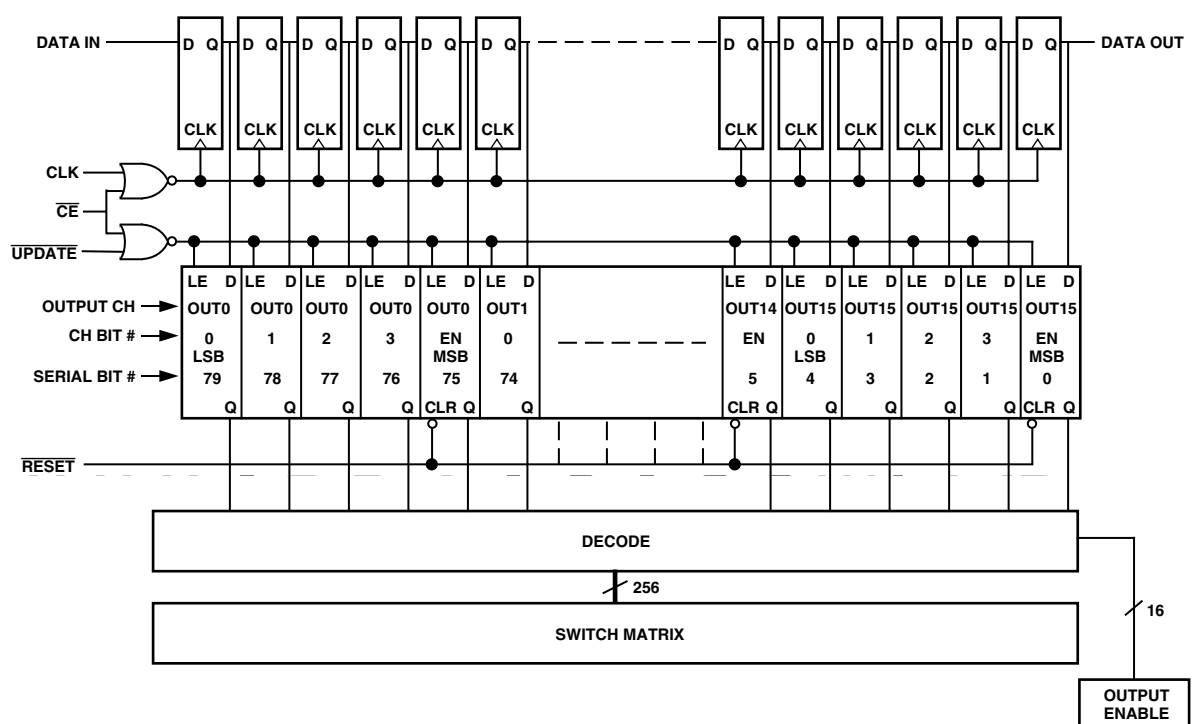 D Q D Q D Q D Q D Q D Q D Q D Q D Q D Q D Q D Q
DATA IN DATA OUT
CLK CLK CLK CLK CLK CLK CLK CLK CLK CLK CLK CLK
CLK
CE
UPDATE
LE D LE D LE D LE D LE D LE D LE D LE D LE D LE D LE D LE D
OUTPUT CH OUT0 OUT0 OUT0 OUT0 OUT0 OUT1 OUT14 OUT15 OUT15 OUT15 OUT15 OUT15
CH BIT # 0 1 2 3 EN 0 EN 0 1 2 3 EN
LSB MSB LSB MSB
SERIAL BIT # 79 78 77 76 75 74 5 4 3 2 1 0
Q Q Q Q CLR Q Q CLR Q Q Q Q Q CLR Q
RESET
DECODE
256
SWITCH MATRIX
16
OUTPUT
ENABLE